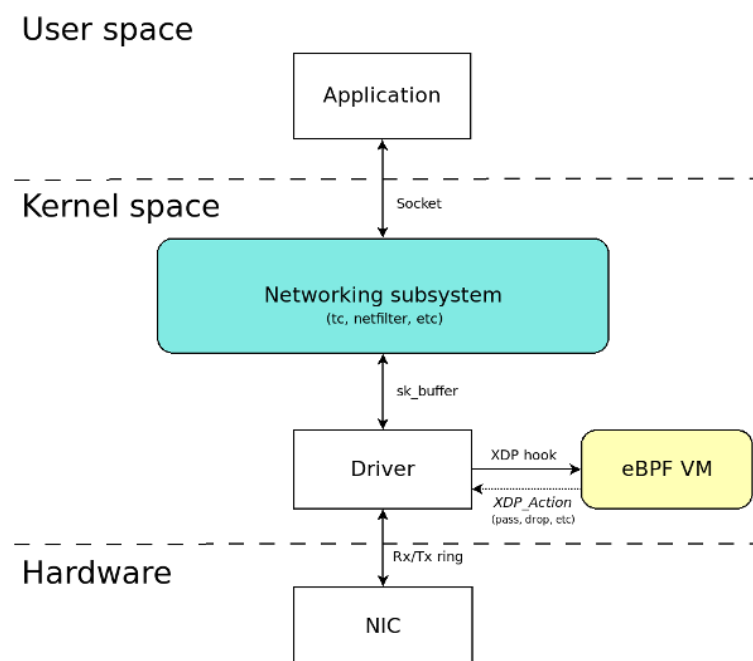 User space
Application
Socket
Kernel space
Networking subsystem
(tc, netfilter, etc)
sk_buffer
Driver
XDP hook
eBPF VM
XDP_Action
(pass, drop, etc)
Rx/Tx ring
Hardware
NIC